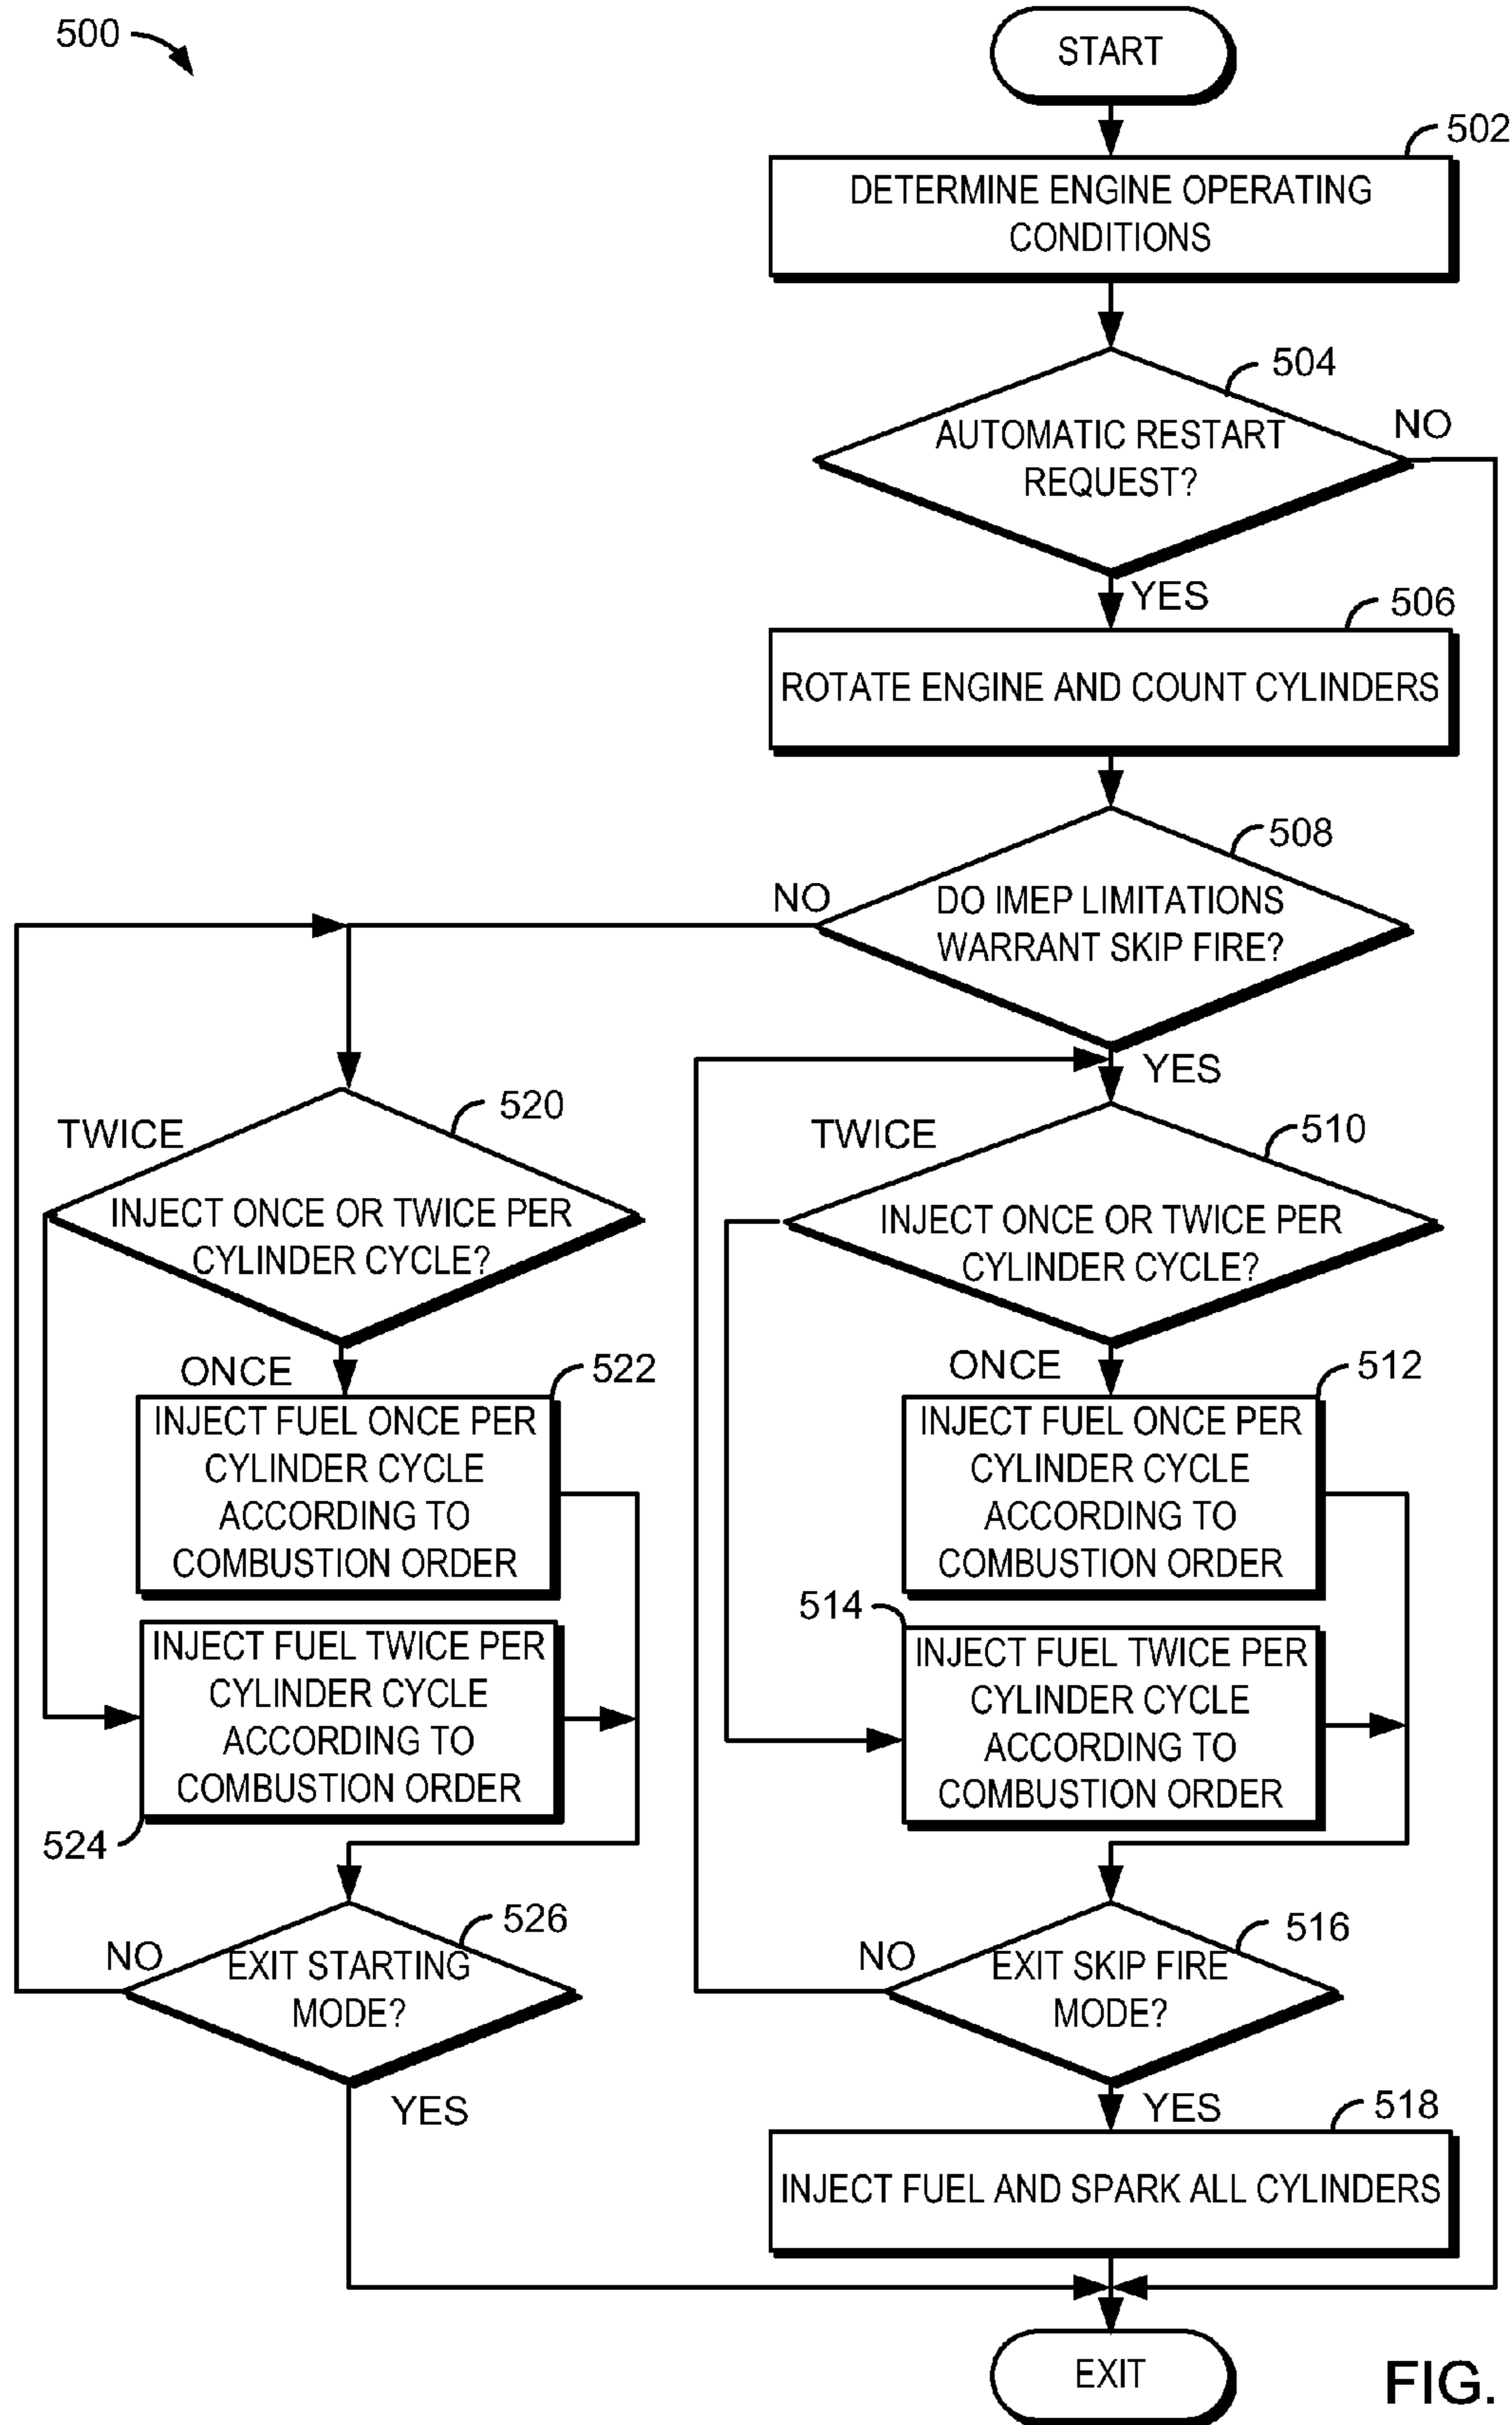 500
START
502
DETERMINE ENGINE OPERATING
CONDITIONS
504
AUTOMATIC RESTART
REQUEST?
NO
YES
506
ROTATE ENGINE AND COUNT CYLINDERS
508
NO
DO IMEP LIMITATIONS
WARRANT SKIP FIRE?
YES
520
TWICE
INJECT ONCE OR TWICE PER
CYLINDER CYCLE?
ONCE
522
INJECT FUEL ONCE PER
CYLINDER CYCLE
ACCORDING TO
COMBUSTION ORDER
INJECT FUEL TWICE PER
CYLINDER CYCLE
ACCORDING TO
COMBUSTION ORDER
524
526
NO
EXIT STARTING
MODE?
YES
510
TWICE
INJECT ONCE OR TWICE PER
CYLINDER CYCLE?
ONCE
512
INJECT FUEL ONCE PER
CYLINDER CYCLE
ACCORDING TO
COMBUSTION ORDER
514
INJECT FUEL TWICE PER
CYLINDER CYCLE
ACCORDING TO
COMBUSTION ORDER
516
NO
EXIT SKIP FIRE
MODE?
YES
518
INJECT FUEL AND SPARK ALL CYLINDERS
EXIT
FIG.